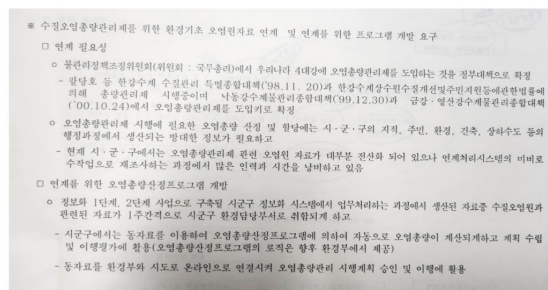 ※ 수질오염총량관리제를 위한 환경기초 오염원자료 연계 및 연계를 위한 프로그램 개발 요구
□ 연계 필요성
ㅇ 물관리정책조정위원회(위원회 : 국무총리)에서 우리나라 4대강에 오염총량관리제를 도입하는 것을 정부대책으로 확정
- 팔당호 등 한강수계 수질관리 특별종합대책('98.11. 20)과 한강수계상수원수질개선및주민지원등에관한법률에
의해 총량관리제 시행중이며 낙동강수계물관리종합대책('99.12.30)과 금강·영산강수계물관리종합대책
(`00.10.24)에서 오염총량관리제를 도입키로 확정
ㅇ 오염총량관리제 시행에 필요한 오염총량 산정 및 할당에는 시·군·구의 지적, 주민, 환경, 건축, 상하수도 등의
행정과정에서 생산되는 방대한 정보가 필요하고
- 현재 시·군·구에서는 오염총량관리제 관련 오염원 자료가 대부분 전산화 되어 있으나 연계처리시스템의 미비로
수작업으로 재조사하는 과정에서 많은 인력과 시간을 낭비하고 있음
□ 연계를 위한 오염총량산정프로그램 개발
ㅇ 정보화 1단계, 2단계 사업으로 구축될 시군구 정보화 시스템에서 업무처리하는 과정에서 생산된 자료중 수질오염원과
관련된 자료가 1주간격으로 시군구 환경담당부서로 취합되게 하고
- 시군구에서는 동자료를 이용하여 오염총량산정프로그램에 의하여 자동으로 오염총량이 계산되게하고 계획 수립
및 이행평가에 활용(오염총량산정프로그램의 로직은 향후 환경부에서 제공)
- 동자료를 환경부와 시도로 온라인으로 연결시켜 오염총량관리 시행계획 승인 및 이행에 활용